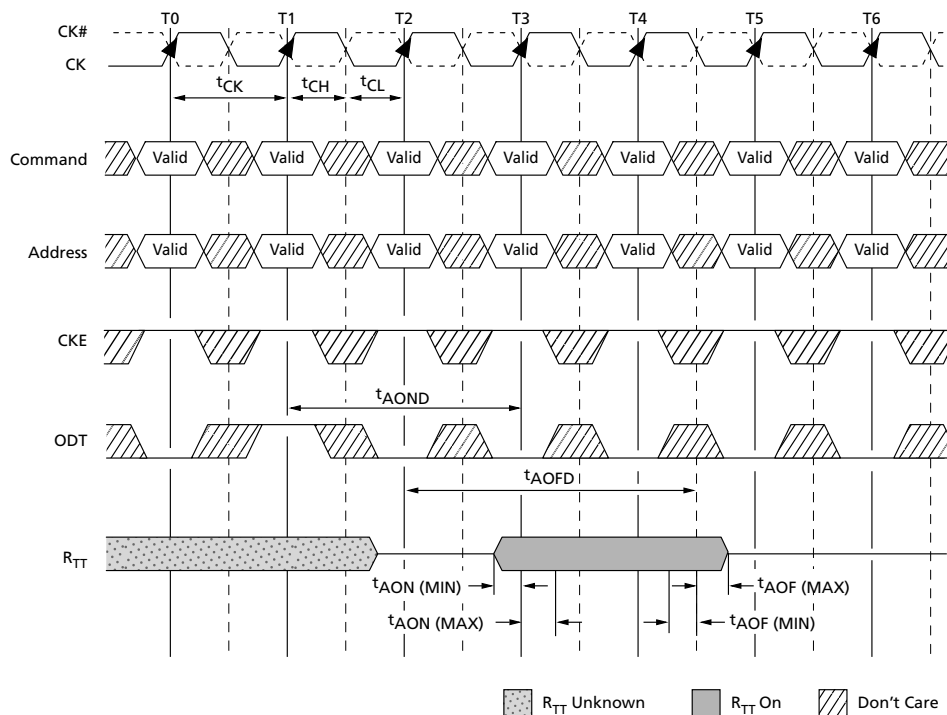 T0 T1 T2 T3 T4 T5 T6
CK#
CK
tCK tCH tCL
Command Valid Valid Valid Valid Valid Valid Valid
Address Valid Valid Valid Valid Valid Valid Valid
CKE
tAOND
ODT
tAOFD
RTT
tAON (MIN) tAOF (MAX)
tAON (MAX) tAOF (MIN)
RTT Unknown RTT On Don't Care